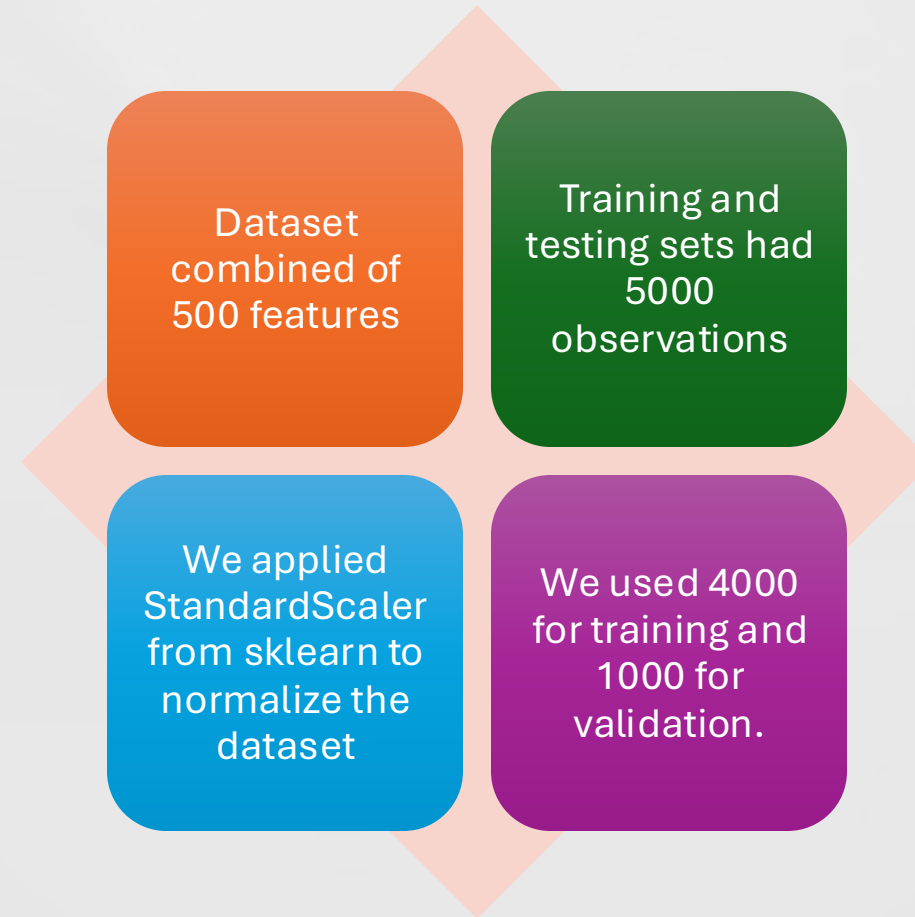 Dataset
combined of
500 features
Training and
testing sets had
5000
observations
We applied
StandardScaler
from sklearn to
normalize the
dataset
We used 4000
for training and
1000 for
validation.